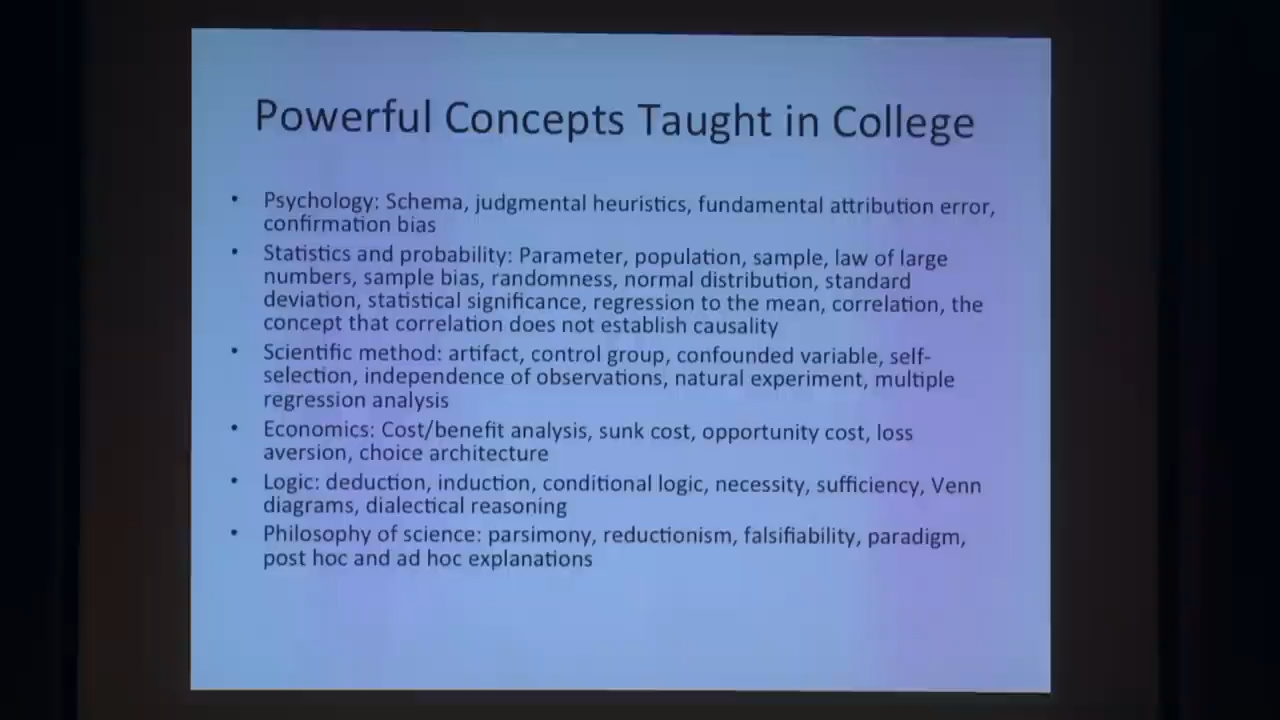 Powerful Concepts Taught in College
• Psychology: Schema, judgmental heuristics, fundamental attribution error,
confirmation bias
• Statistics and probability: Parameter, population, sample, law of large
numbers, sample bias, randomness, normal distribution, standard
deviation, statistical significance, regression to the mean, correlation, the
concept that correlation does not establish causality
• Scientific method: artifact, control group, confounded variable, self-
selection, independence of observations, natural experiment, multiple
regression analysis
• Economics: Cost/benefit analysis, sunk cost, opportunity cost, loss
aversion, choice architecture
• Logic: deduction, induction, conditional logic, necessity, sufficiency, Venn
diagrams, dialectical reasoning
• Philosophy of science: parsimony, reductionism, falsifiability, paradigm,
post hoc and ad hoc explanations